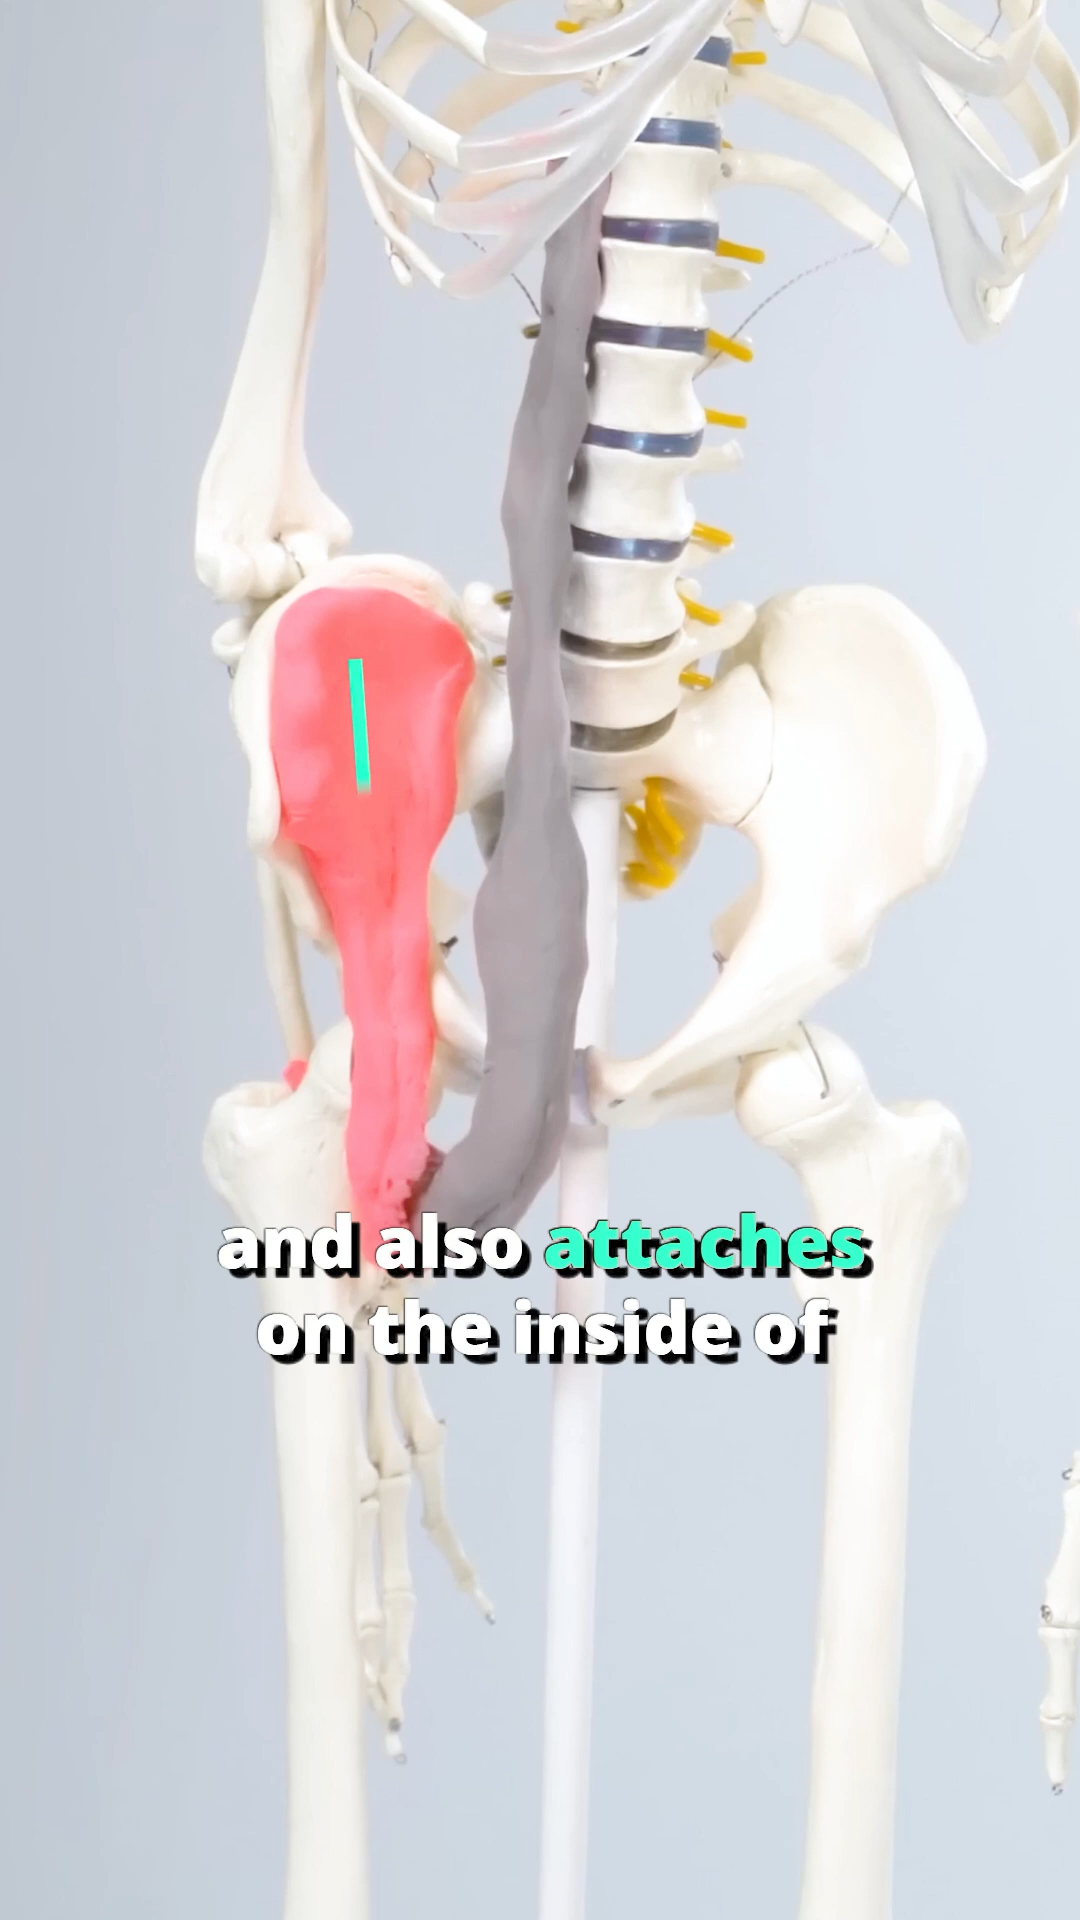 and also attaches
on the inside of